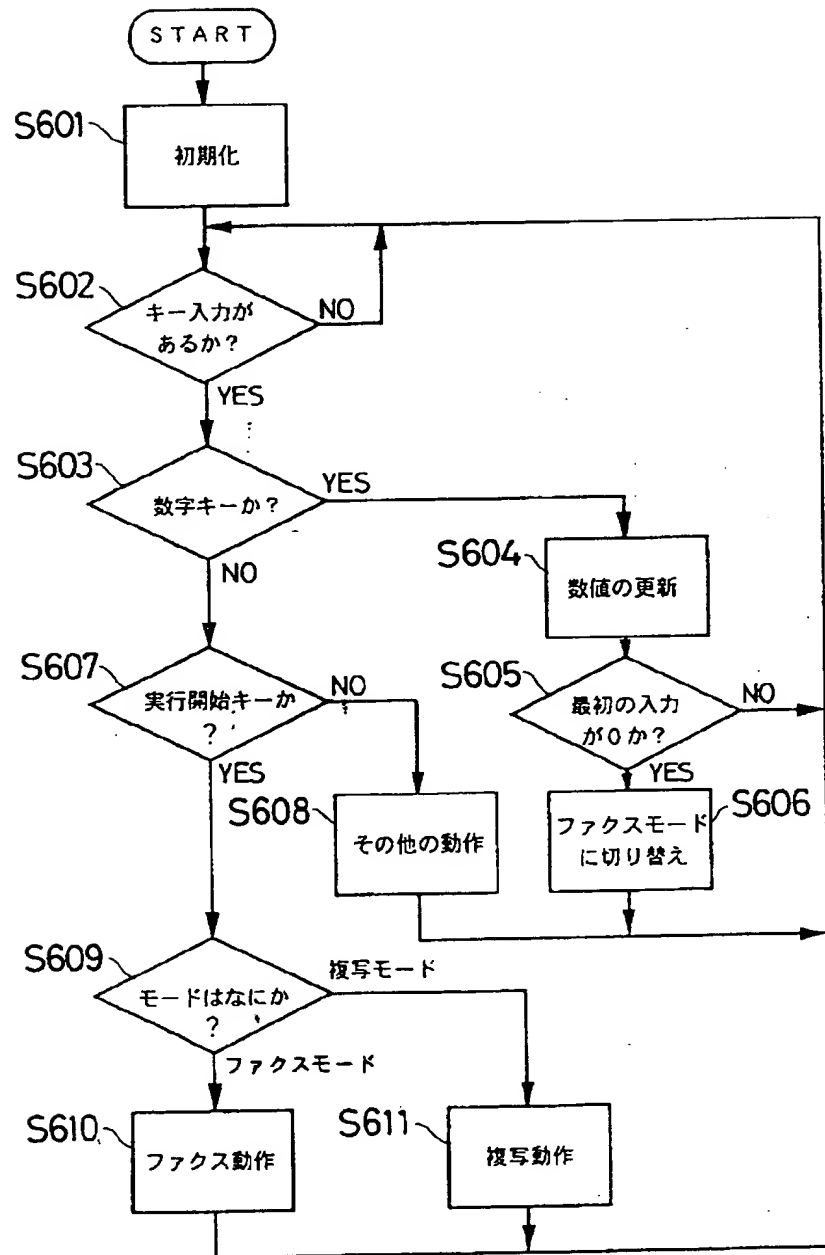 START
S601
初期化
S602
キー入力が
あるか?
NO
YES
S603
数字キーか?
YES
NO
S604
数値の更新
S605
最初の入力
が0か?
NO
YES
S606
ファクスモード
に切り替え
S607
実行開始キーか
?
NO
YES
S608
その他の動作
S609
モードはなにか
?
複写モード
ファクスモード
S610
ファクス動作
S611
複写動作